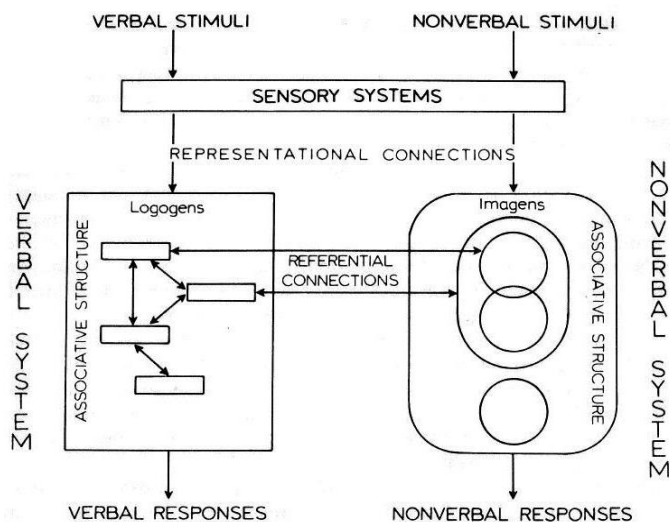 VERBAL STIMULI
NONVERBAL STIMULI
SENSORY SYSTEMS
REPRESENTATIONAL CONNECTIONS
VERBAL SYSTEM
Logogens
ASSOCIATIVE STRUCTURE
REFERENTIAL
CONNECTIONS
Imagens
ASSOCIATIVE STRUCTURE
NONVERBAL SYSTEM
VERBAL RESPONSES
NONVERBAL RESPONSES